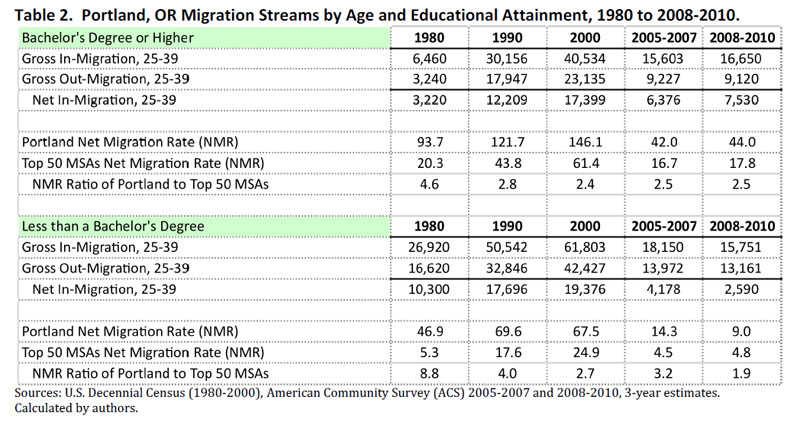 Table 2. Portland, OR Migration Streams by Age and Educational Attainment, 1980 to 2008-2010.
Bachelor's Degree or Higher 1980 1990 2000 2005-2007 2008-2010
Gross In-Migration, 25-39 6,460 30,156 40,534 15,603 16,650
Gross Out-Migration, 25-39 3,240 17,947 23,135 9,227 9,120
Net In-Migration, 25-39 3,220 12,209 17,399 6,376 7,530
Portland Net Migration Rate (NMR) 93.7 121.7 146.1 42.0 44.0
Top 50 MSAs Net Migration Rate (NMR) 20.3 43.8 61.4 16.7 17.8
NMR Ratio of Portland to Top 50 MSAs 4.6 2.8 2.4 2.5 2.5
Less than a Bachelor's Degree 1980 1990 2000 2005-2007 2008-2010
Gross In-Migration, 25-39 26,920 50,542 61,803 18,150 15,751
Gross Out-Migration, 25-39 16,620 32,846 42,427 13,972 13,161
Net In-Migration, 25-39 10,300 17,696 19,376 4,178 2,590
Portland Net Migration Rate (NMR) 46.9 69.6 67.5 14.3 9.0
Top 50 MSAs Net Migration Rate (NMR) 5.3 17.6 24.9 4.5 4.8
NMR Ratio of Portland to Top 50 MSAs 8.8 4.0 2.7 3.2 1.9
Sources: U.S. Decennial Census (1980-2000), American Community Survey (ACS) 2005-2007 and 2008-2010, 3-year estimates.
Calculated by authors.